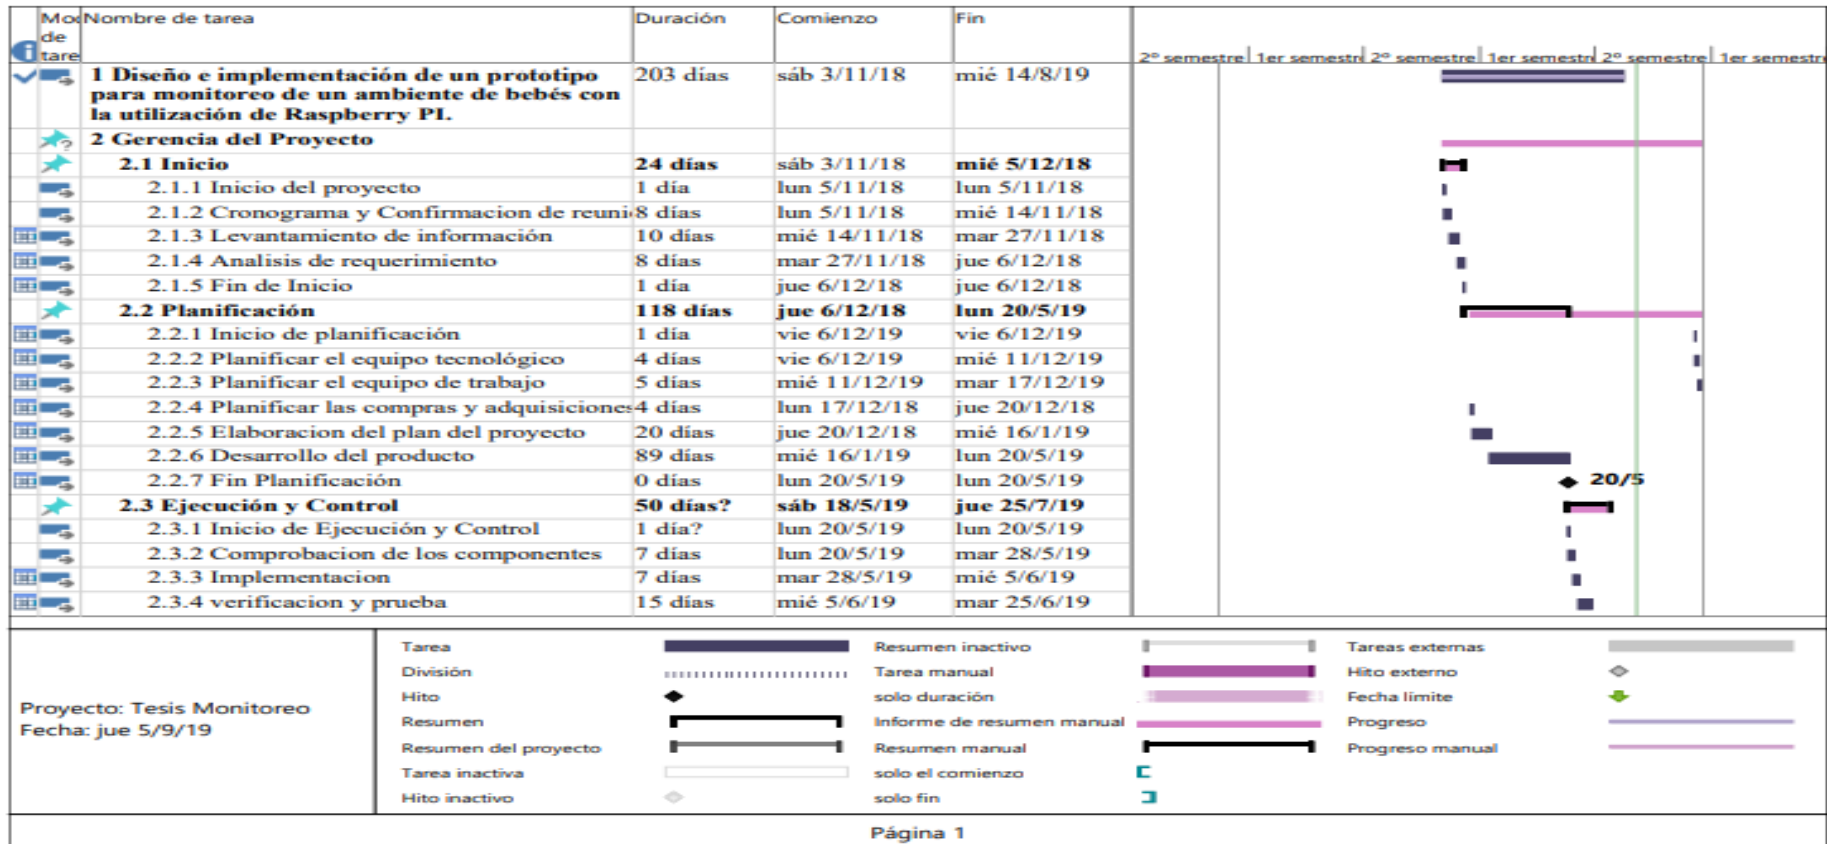 Mod de tare Nombre de tarea Duración Comienzo Fin
2º semestre 1er semestr 2º semestre 1er semestr 2º semestre 1er semestr
1 Diseño e implementación de un prototipo 203 días sáb 3/11/18 mié 14/8/19
para monitoreo de un ambiente de bebés con
la utilización de Raspberry PI.
2 Gerencia del Proyecto
2.1 Inicio 24 días sáb 3/11/18 mié 5/12/18
2.1.1 Inicio del proyecto 1 día lun 5/11/18 lun 5/11/18
2.1.2 Cronograma y Confirmacion de reuni 8 días lun 5/11/18 mié 14/11/18
2.1.3 Levantamiento de información 10 días mié 14/11/18 mar 27/11/18
2.1.4 Analisis de requerimiento 8 días mar 27/11/18 jue 6/12/18
2.1.5 Fin de Inicio 1 día jue 6/12/18 jue 6/12/18
2.2 Planificación 118 días jue 6/12/18 lun 20/5/19
2.2.1 Inicio de planificación 1 día vie 6/12/19 vie 6/12/19
2.2.2 Planificar el equipo tecnológico 4 días vie 6/12/19 mié 11/12/19
2.2.3 Planificar el equipo de trabajo 5 días mié 11/12/19 mar 17/12/19
2.2.4 Planificar las compras y adquisiciones 4 días lun 17/12/18 jue 20/12/18
2.2.5 Elaboracion del plan del proyecto 20 días jue 20/12/18 mié 16/1/19
2.2.6 Desarrollo del producto 89 días mié 16/1/19 lun 20/5/19
2.2.7 Fin Planificación 0 días lun 20/5/19 lun 20/5/19 20/5
2.3 Ejecución y Control 50 días? sáb 18/5/19 jue 25/7/19
2.3.1 Inicio de Ejecución y Control 1 día? lun 20/5/19 lun 20/5/19
2.3.2 Comprobacion de los componentes 7 días lun 20/5/19 mar 28/5/19
2.3.3 Implementacion 7 días mar 28/5/19 mié 5/6/19
2.3.4 verificacion y prueba 15 días mié 5/6/19 mar 25/6/19
Proyecto: Tesis Monitoreo
Fecha: jue 5/9/19
Tarea Resumen inactivo Tareas externas
División Tarea manual Hito externo
Hito solo duración Fecha límite
Resumen Informe de resumen manual Progreso
Resumen del proyecto Resumen manual Progreso manual
Tarea inactiva solo el comienzo
Hito inactivo solo fin
Página 1